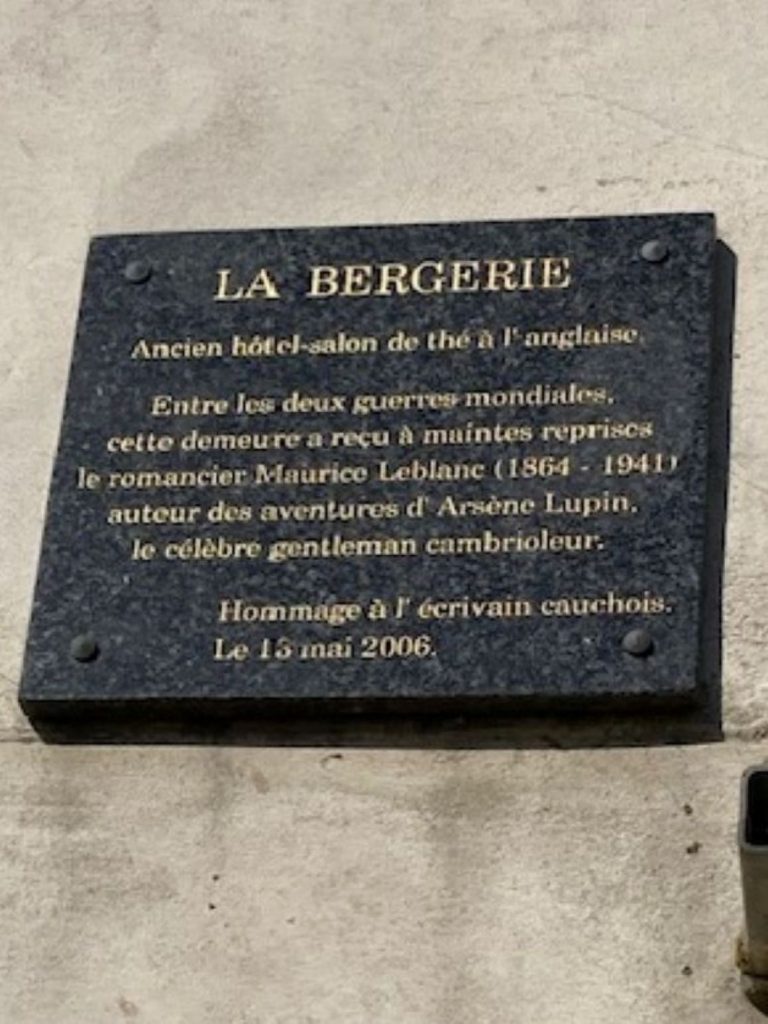 LA BERGERIE
Ancien hôtel-salon de thé à l'anglaise.
Entre les deux guerres mondiales,
cette demeure a reçu à maintes reprises
le romancier Maurice Leblanc (1864 - 1941)
auteur des aventures d'Arsène Lupin,
le célèbre gentleman cambrioleur.
Hommage à l'écrivain cauchois.
Le 13 mai 2006.